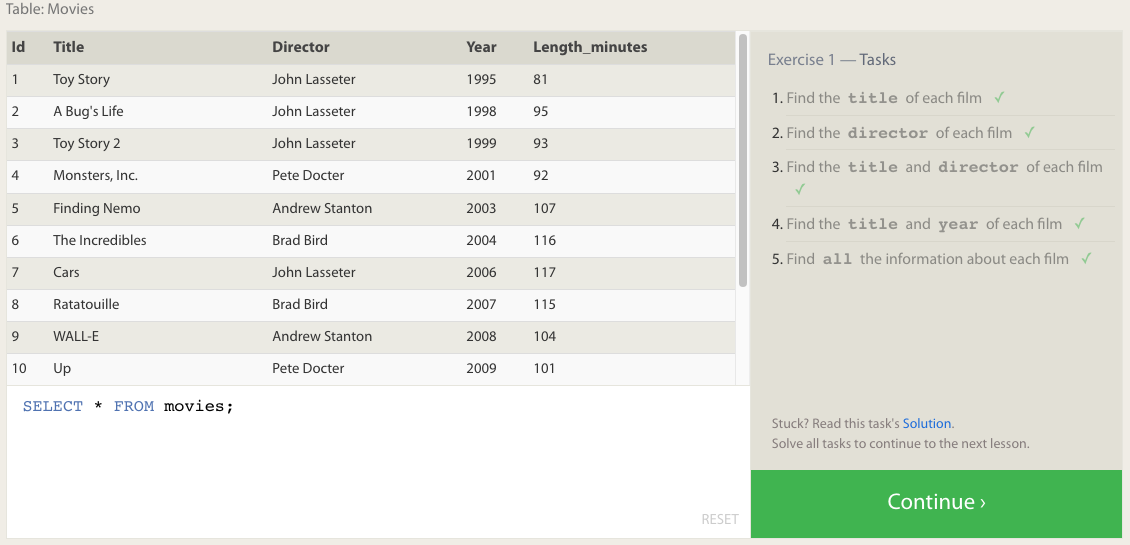 Table: Movies
Id Title Director Year Length_minutes
1 Toy Story John Lasseter 1995 81
2 A Bug's Life John Lasseter 1998 95
3 Toy Story 2 John Lasseter 1999 93
4 Monsters, Inc. Pete Docter 2001 92
5 Finding Nemo Andrew Stanton 2003 107
6 The Incredibles Brad Bird 2004 116
7 Cars John Lasseter 2006 117
8 Ratatouille Brad Bird 2007 115
9 WALL-E Andrew Stanton 2008 104
10 Up Pete Docter 2009 101
SELECT * FROM movies;
RESET
Exercise 1 — Tasks
1. Find the title of each film ✓
2. Find the director of each film ✓
3. Find the title and director of each film
✓
4. Find the title and year of each film ✓
5. Find all the information about each film ✓
Stuck? Read this task's Solution.
Solve all tasks to continue to the next lesson.
Continue ›